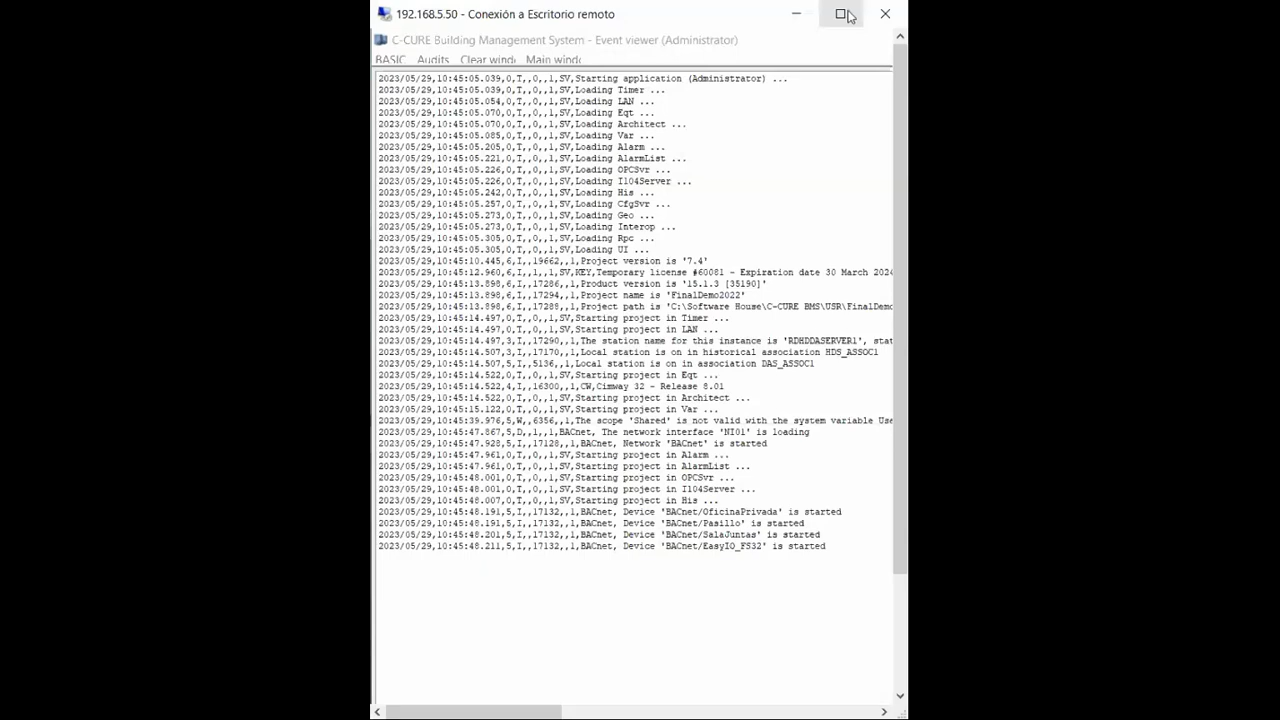 192.168.5.50 - Conexión a Escritorio remoto
C-CURE Building Management System - Event viewer (Administrator)
BASIC Audits Clear wind Main wind
2023/05/29,10:45:05.039,0,T,,0,,1,SV,Starting application (Administrator) ...
2023/05/29,10:45:05.039,0,T,,0,,1,SV,Loading Timer ...
2023/05/29,10:45:05.054,0,T,,0,,1,SV,Loading LAN ...
2023/05/29,10:45:05.070,0,T,,0,,1,SV,Loading Eqt ...
2023/05/29,10:45:05.070,0,T,,0,,1,SV,Loading Architect ...
2023/05/29,10:45:05.085,0,T,,0,,1,SV,Loading Var ...
2023/05/29,10:45:05.205,0,T,,0,,1,SV,Loading Alarm ...
2023/05/29,10:45:05.221,0,T,,0,,1,SV,Loading AlarmList ...
2023/05/29,10:45:05.226,0,T,,0,,1,SV,Loading OPCSvr ...
2023/05/29,10:45:05.226,0,T,,0,,1,SV,Loading I104Server ...
2023/05/29,10:45:05.242,0,T,,0,,1,SV,Loading His ...
2023/05/29,10:45:05.257,0,T,,0,,1,SV,Loading CfgSvr ...
2023/05/29,10:45:05.273,0,T,,0,,1,SV,Loading Geo ...
2023/05/29,10:45:05.273,0,T,,0,,1,SV,Loading Interop ...
2023/05/29,10:45:05.305,0,T,,0,,1,SV,Loading Rpc ...
2023/05/29,10:45:05.305,0,T,,0,,1,SV,Loading UI ...
2023/05/29,10:45:10.445,6,I,,19662,,1,Project version is '7.4'
2023/05/29,10:45:12.960,6,I,,1,,1,SV,KEY,Temporary license #60081 - Expiration date 30 March 2024
2023/05/29,10:45:13.898,6,I,,17286,,1,Product version is '15.1.3 [35190]'
2023/05/29,10:45:13.898,6,I,,17294,,1,Project name is 'FinalDemo2022'
2023/05/29,10:45:13.898,6,I,,17289,,1,Project path is 'C:\Software House\C-CURE BMS\USR\FinalDemo
2023/05/29,10:45:14.497,0,T,,0,,1,SV,Starting project in Timer ...
2023/05/29,10:45:14.497,0,T,,0,,1,SV,Starting project in LAN ...
2023/05/29,10:45:14.497,3,I,,17290,,1,The station name for this instance is 'RDHDDASERVER1', stat
2023/05/29,10:45:14.507,3,I,,17170,,1,Local station is on in historical association HDS_ASSOC1
2023/05/29,10:45:14.507,5,I,,5136,,1,Local station is on in association DAS_ASSOC1
2023/05/29,10:45:14.522,0,T,,0,,1,SV,Starting project in Eqt ...
2023/05/29,10:45:14.522,4,I,,16300,,1,CW,Cimway 32 - Release 8.01
2023/05/29,10:45:14.522,0,T,,0,,1,SV,Starting project in Architect ...
2023/05/29,10:45:15.122,0,T,,0,,1,SV,Starting project in Var ...
2023/05/29,10:45:39.976,5,W,,6356,,1,The scope 'Shared' is not valid with the system variable Use
2023/05/29,10:45:47.867,5,D,,1,,1,BACnet, The network interface 'NI01' is loading
2023/05/29,10:45:47.928,5,I,,17128,,1,BACnet, Network 'BACnet' is started
2023/05/29,10:45:47.961,0,T,,0,,1,SV,Starting project in Alarm ...
2023/05/29,10:45:47.961,0,T,,0,,1,SV,Starting project in AlarmList ...
2023/05/29,10:45:48.001,0,T,,0,,1,SV,Starting project in OPCSvr ...
2023/05/29,10:45:48.001,0,T,,0,,1,SV,Starting project in I104Server ...
2023/05/29,10:45:48.007,0,T,,0,,1,SV,Starting project in His ...
2023/05/29,10:45:48.191,5,I,,17132,,1,BACnet, Device 'BACnet/OficinaPrivada' is started
2023/05/29,10:45:48.191,5,I,,17132,,1,BACnet, Device 'BACnet/Pasillo' is started
2023/05/29,10:45:48.201,5,I,,17132,,1,BACnet, Device 'BACnet/SalaJuntas' is started
2023/05/29,10:45:48.211,5,I,,17132,,1,BACnet, Device 'BACnet/EasyIO_FS32' is started